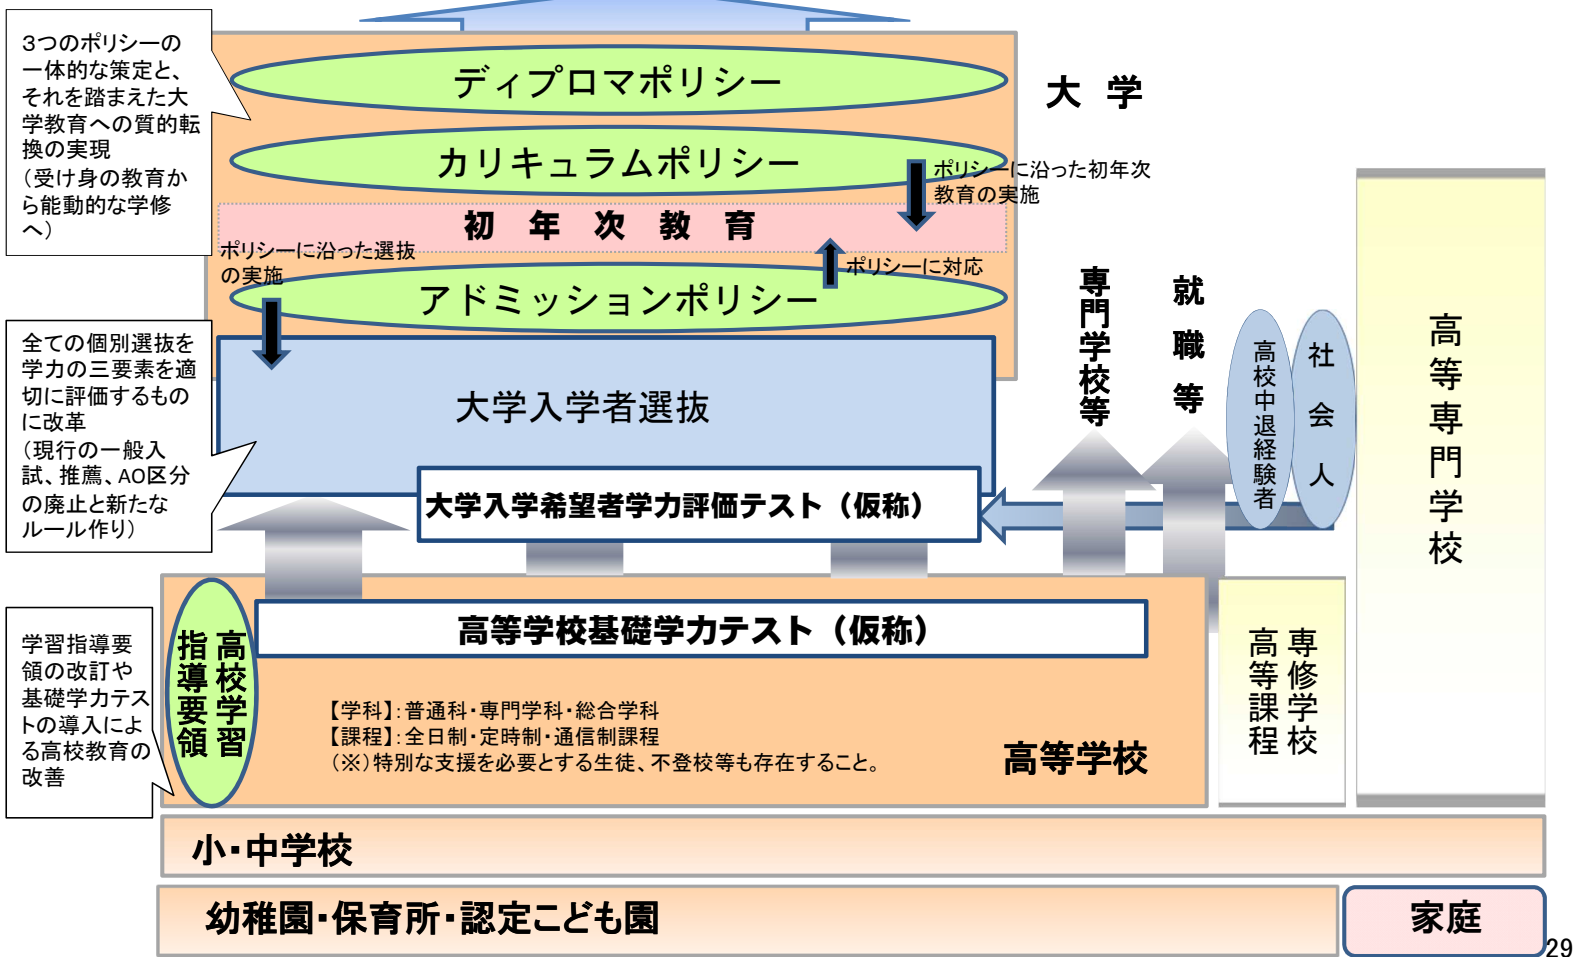 3つのポリシーの
一体的な策定と、
それを踏まえた大
学教育への質的転
換の実現
（受け身の教育か
ら能動的な学修
へ）
ディプロマポリシー
大 学
カリキュラムポリシー
ポリシーに沿った初年次
教育の実施
初 年 次 教 育
ポリシーに沿った選抜
の実施
ポリシーに対応
アドミッションポリシー
全ての個別選抜を
学力の三要素を適
切に評価するもの
に改革
（現行の一般入
試、推薦、AO区分
の廃止と新たな
ルール作り）
大学入学者選抜
大学入学希望者学力評価テスト（仮称）
専門学校等
就職等
高校中退経験者
社会人
高等専門学校
学習指導要
領の改訂や
基礎学力テス
トの導入によ
る高校教育の
改善
高校学習
指導要領
高等学校基礎学力テスト（仮称）
【学科】：普通科・専門学科・総合学科
【課程】：全日制・定時制・通信制課程
（※）特別な支援を必要とする生徒、不登校等も存在すること。
高等学校
専修学校
高等課程
小・中学校
幼稚園・保育所・認定こども園
家庭
29